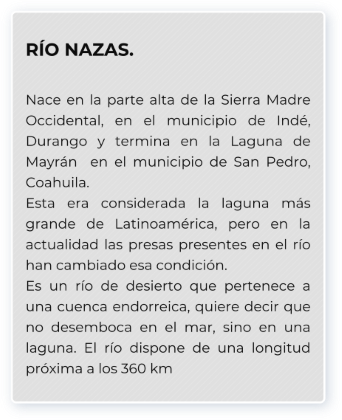 RÍO NAZAS.
Nace en la parte alta de la Sierra Madre
Occidental, en el municipio de Indé,
Durango y termina en la Laguna de
Mayrán en el municipio de San Pedro,
Coahuila.
Esta era considerada la laguna más
grande de Latinoamérica, pero en la
actualidad las presas presentes en el río
han cambiado esa condición.
Es un río de desierto que pertenece a
una cuenca endorreica, quiere decir que
no desemboca en el mar, sino en una
laguna. El río dispone de una longitud
próxima a los 360 km